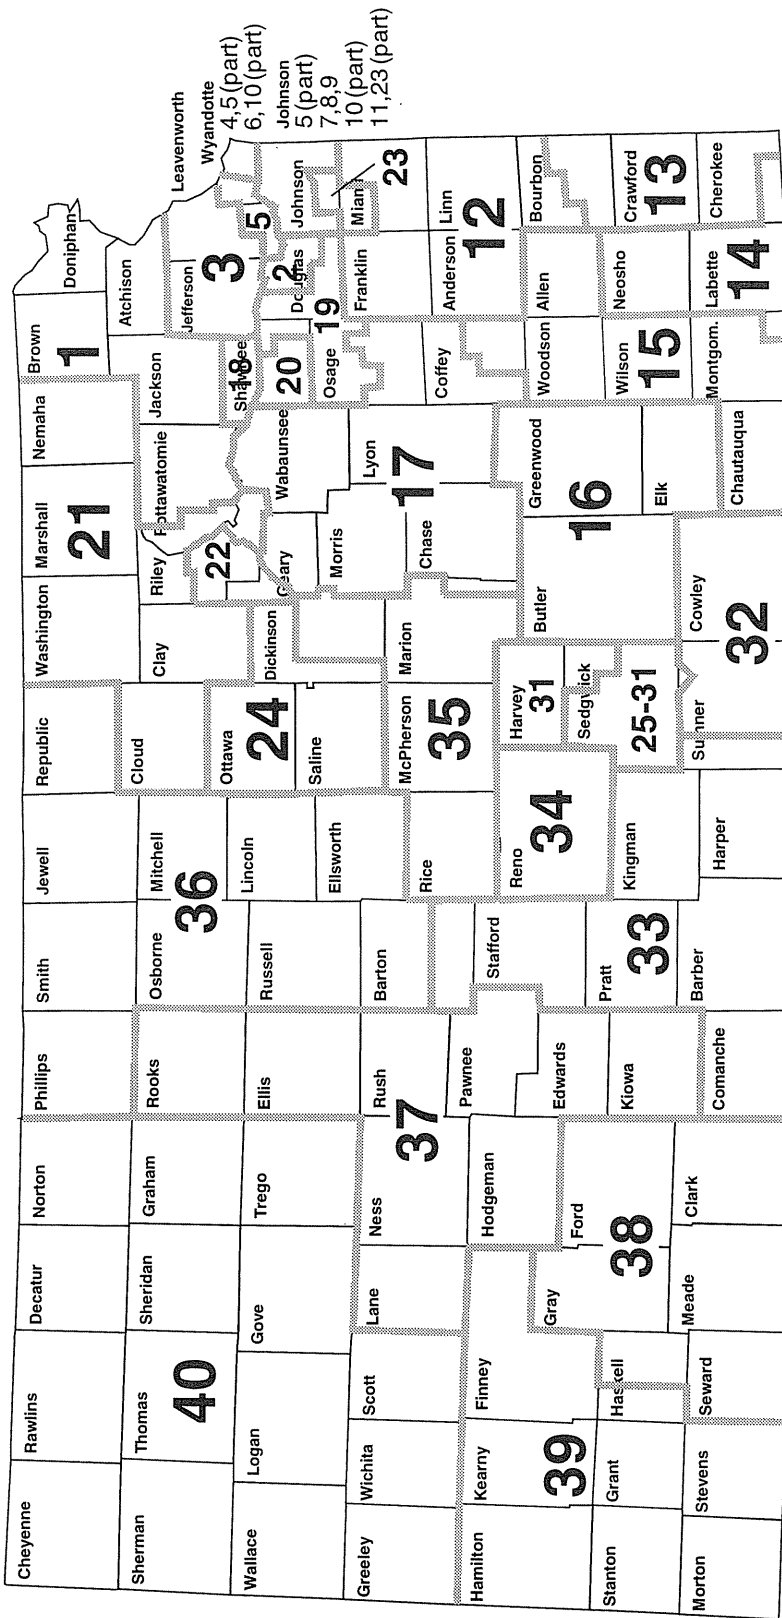 Cheyenne
Rawlins
Decatur
Norton
Phillips
Smith
Jewell
Republic
Washington
Marshall
Nemaha
Brown
Doniphan
21
1
Sherman
Thomas
Sheridan
Graham
Rooks
Osborne
Mitchell
Cloud
Clay
Riley
Pottawatomie
Jackson
Atchison
Leavenworth
40
36
22
Jefferson
3
Wyandotte
4,5 (part)
6,10 (part)
Wallace
Logan
Gove
Trego
Ellis
Russell
Lincoln
Ottawa
24
Dickinson
Geary
Wabaunsee
Shawnee
18
20
19
Douglas
2
5
Johnson
Johnson
5 (part)
7,8,9
10 (part)
11,23 (part)
Ellsworth
Saline
Morris
Osage
Greeley
Wichita
Scott
Lane
Ness
Rush
Barton
Rice
McPherson
Marion
Chase
Lyon
Coffey
Franklin
Miami
23
37
35
17
Anderson
Linn
12
Hamilton
Kearny
Finney
Hodgeman
Pawnee
Stafford
Reno
34
Harvey
31
Butler
Greenwood
16
Woodson
Allen
Bourbon
39
Gray
Ford
Edwards
Sedgwick
25-31
38
Stanton
Grant
Haskell
Kiowa
Pratt
33
Kingman
Elk
Wilson
15
Neosho
Crawford
13
Morton
Stevens
Seward
Meade
Clark
Comanche
Barber
Harper
Sumner
Cowley
32
Chautauqua
Montgom.
Labette
14
Cherokee